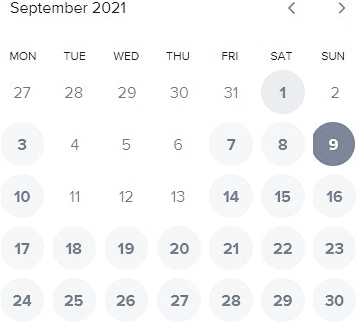 September 2021
MON TUE WED THU FRI SAT SUN
27 28 29 30 31 1 2
3 4 5 6 7 8 9
10 11 12 13 14 15 16
17 18 19 20 21 22 23
24 25 26 27 28 29 30